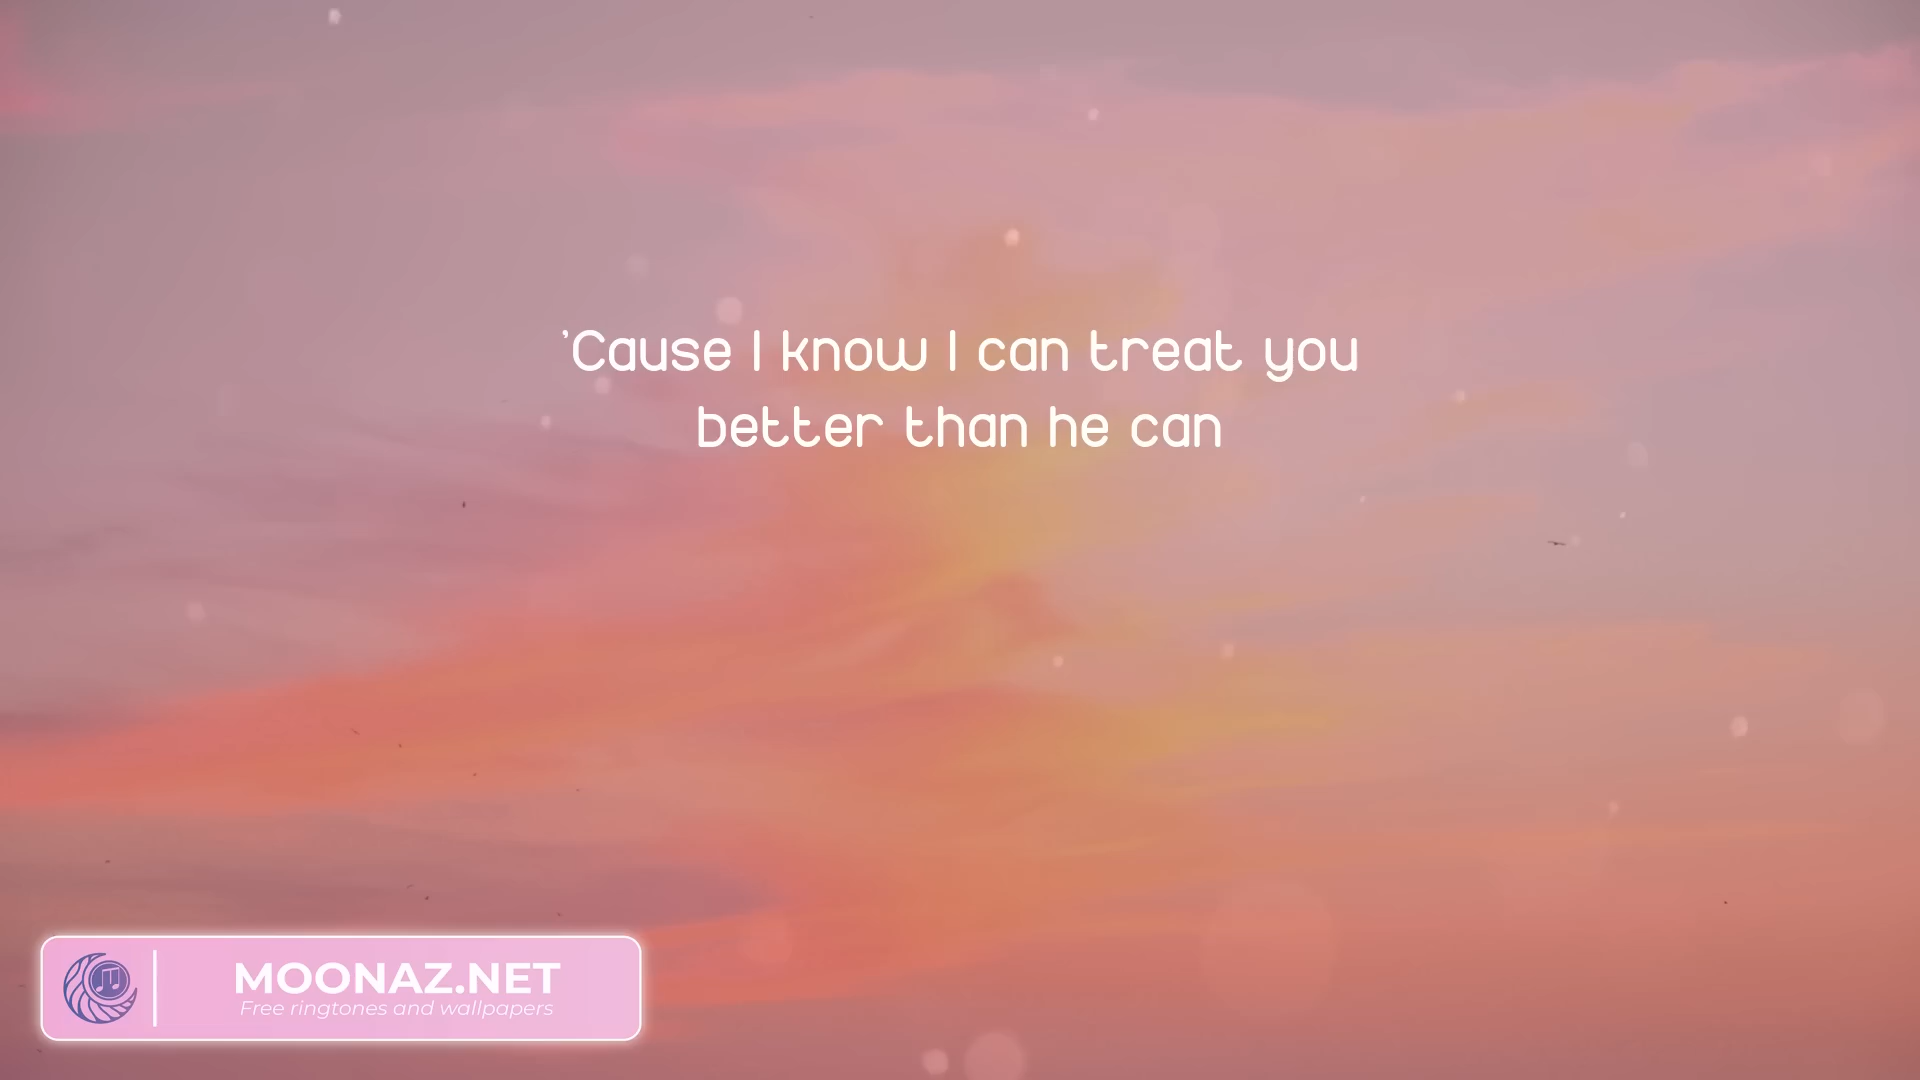 ’Cause I know I can treat you
better than he can
MOONAZ.NET
Free ringtones and wallpapers